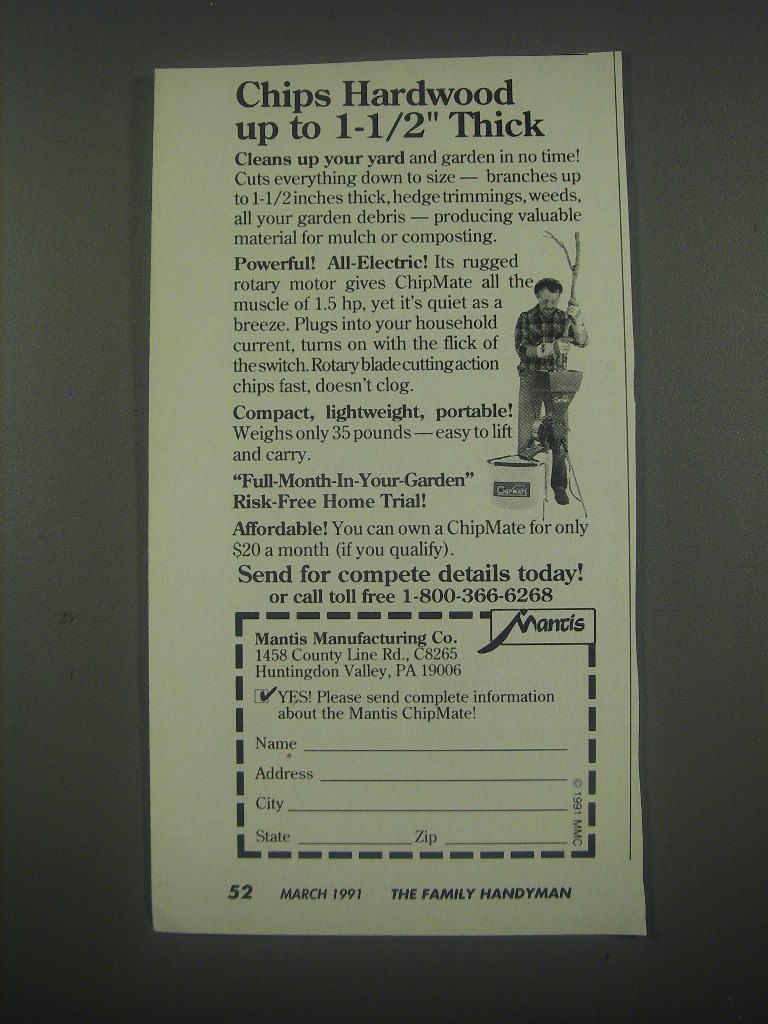 Chips Hardwood
up to 1-1/2" Thick
Cleans up your yard and garden in no time!
Cuts everything down to size — branches up
to 1-1/2 inches thick, hedge trimmings, weeds,
all your garden debris — producing valuable
material for mulch or composting.
Powerful! All-Electric! Its rugged
rotary motor gives ChipMate all the
muscle of 1.5 hp, yet it's quiet as a
breeze. Plugs into your household
current, turns on with the flick of
the switch. Rotary blade cutting action
chips fast, doesn't clog.
Compact, lightweight, portable!
Weighs only 35 pounds — easy to lift
and carry.
"Full-Month-In-Your-Garden"
Risk-Free Home Trial!
CHIPMATE
Affordable! You can own a ChipMate for only
$20 a month (if you qualify).
Send for compete details today!
or call toll free 1-800-366-6268
Mantis
Mantis Manufacturing Co.
1458 County Line Rd., C8265
Huntingdon Valley, PA 19006
YES! Please send complete information
about the Mantis ChipMate!
Name
Address
City
State Zip
© 1991 MMC
52 MARCH 1991 THE FAMILY HANDYMAN